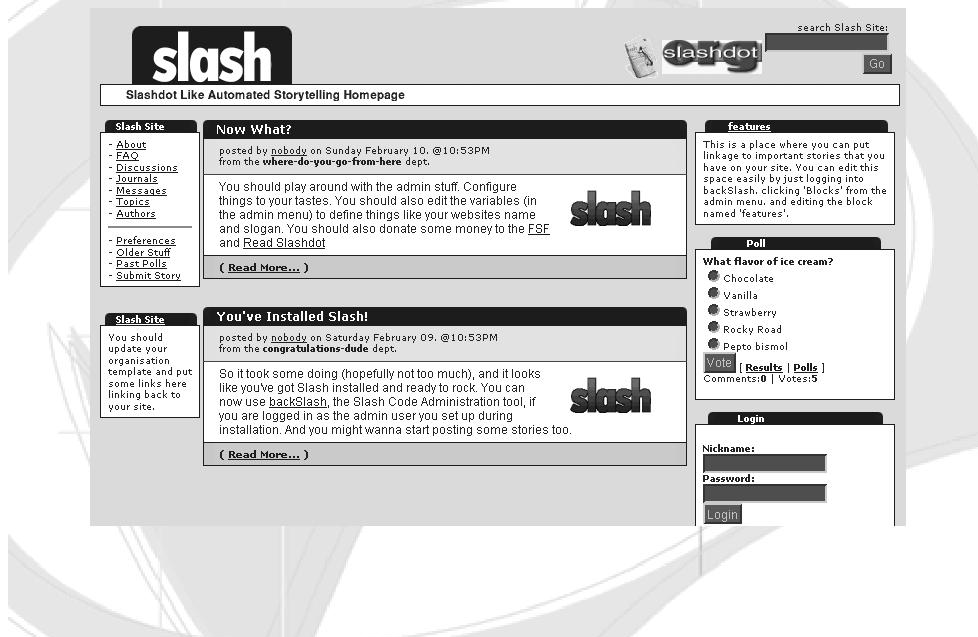 slash
slashdot
org
search Slash Site:
Go
Slashdot Like Automated Storytelling Homepage
Slash Site
- About
- FAQ
- Discussions
- Journals
- Messages
- Topics
- Authors
- Preferences
- Older Stuff
- Past Polls
- Submit Story
Slash Site
You should
update your
organisation
template and put
some links here
linking back to
your site.
Now What?
posted by nobody on Sunday February 10. @10:53PM
from the where-do-you-go-from-here dept.
You should play around with the admin stuff. Configure
things to your tastes. You should also edit the variables (in
the admin menu) to define things like your websites name
and slogan. You should also donate some money to the FSF
and Read Slashdot
slash
( Read More... )
You've Installed Slash!
posted by nobody on Saturday February 09. @10:53PM
from the congratulations-dude dept.
So it took some doing (hopefully not too much), and it looks
like you've got Slash installed and ready to rock. You can
now use backSlash, the Slash Code Administration tool, if
you are logged in as the admin user you set up during
installation. And you might wanna start posting some stories too.
slash
( Read More... )
features
This is a place where you can put
linkage to important stories that you
have on your site. You can edit this
space easily by just logging into
backSlash. clicking 'Blocks' from the
admin menu. and editing the block
named 'features'.
Poll
What flavor of ice cream?
Chocolate
Vanilla
Strawberry
Rocky Road
Pepto bismol
Vote [ Results | Polls ]
Comments:0 | Votes:5
Login
Nickname:
Password:
Login